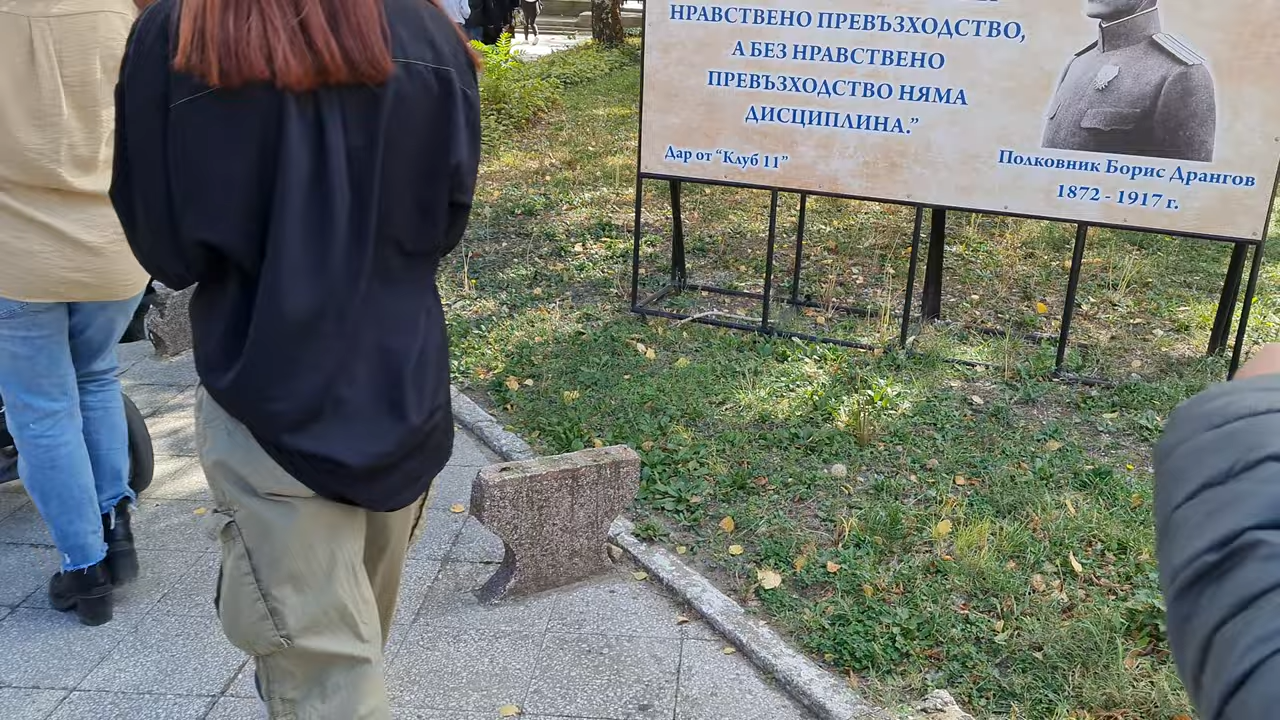 НРАВСТВЕНО ПРЕВЪЗХОДСТВО,
А БЕЗ НРАВСТВЕНО
ПРЕВЪЗХОДСТВО НЯМА
ДИСЦИПЛИНА.”
Дар от “Клуб 11”
Полковник Борис Дрангов
1872 - 1917 г.